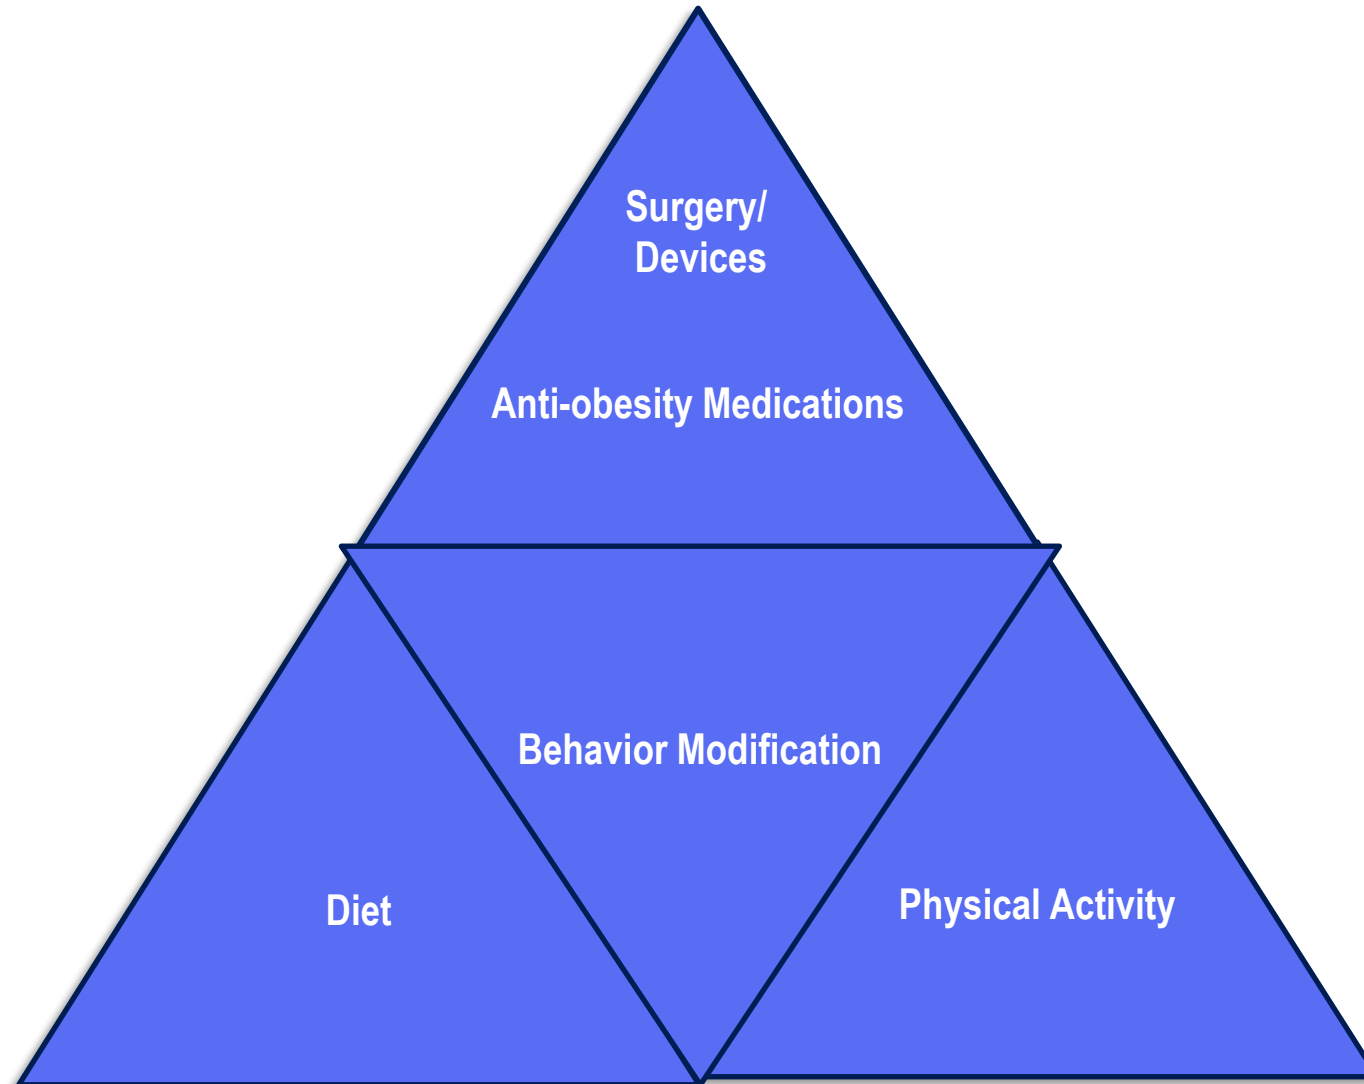 Surgery/
Devices
Anti-obesity Medications
Behavior Modification
Diet
Physical Activity